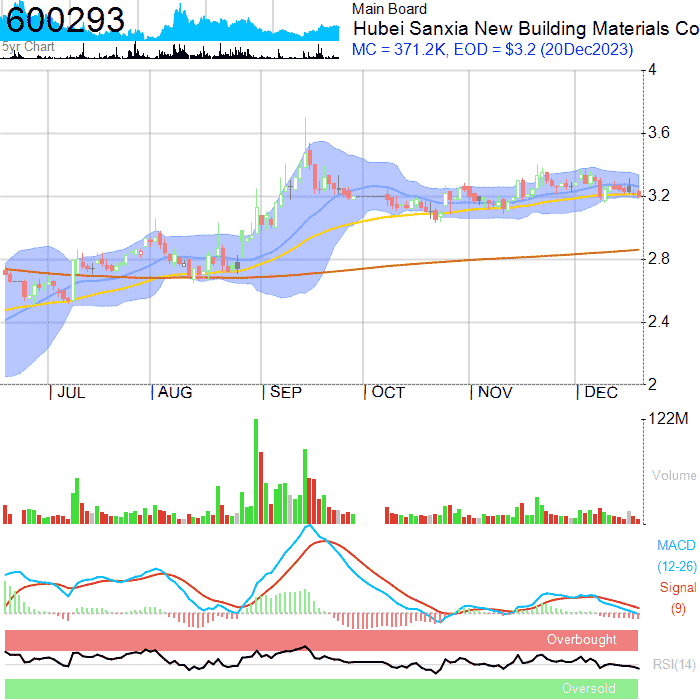 600293
5yr Chart
Main Board
Hubei Sanxia New Building Materials Co
MC = 371.2K, EOD = $3.2 (20Dec2023)
4
3.6
3.2
2.8
2.4
2
JUL AUG SEP OCT NOV DEC
122M
Volume
MACD
(12-26)
Signal
(9)
Overbought
RSI(14)
Oversold